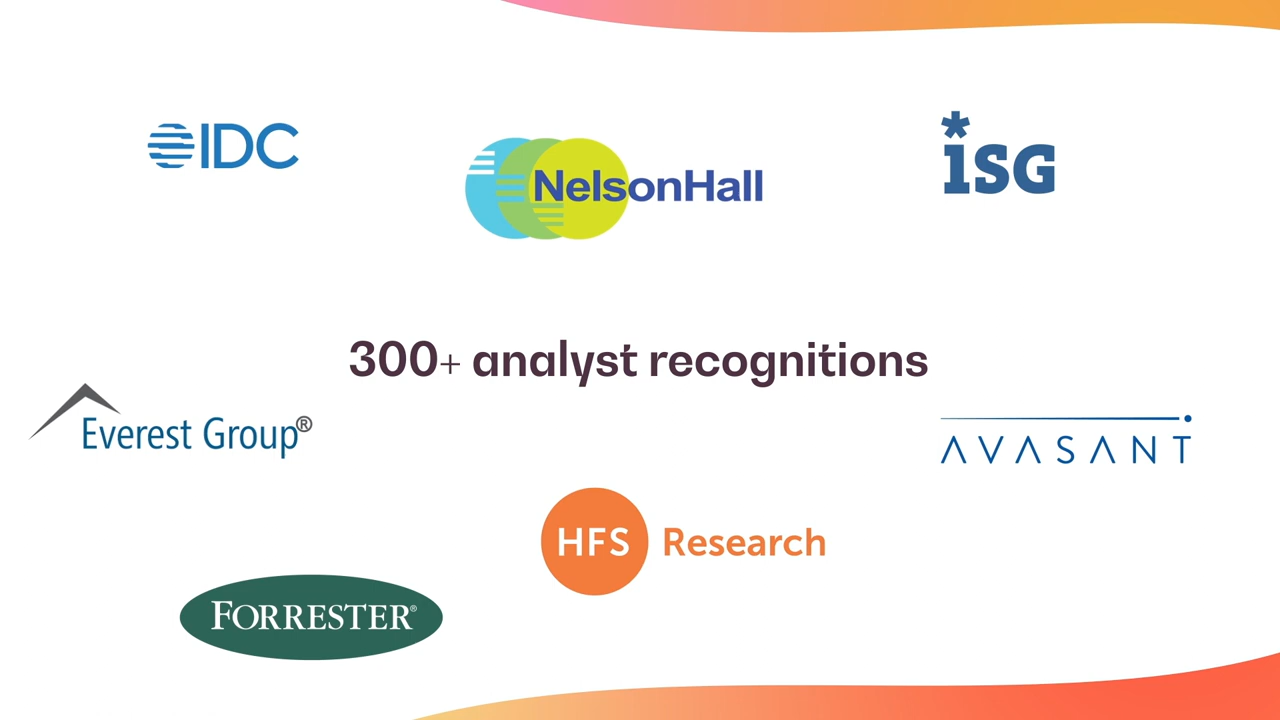 IDC
NelsonHall
iSG
300+ analyst recognitions
Everest Group®
AVASANT
HFS Research
FORRESTER®